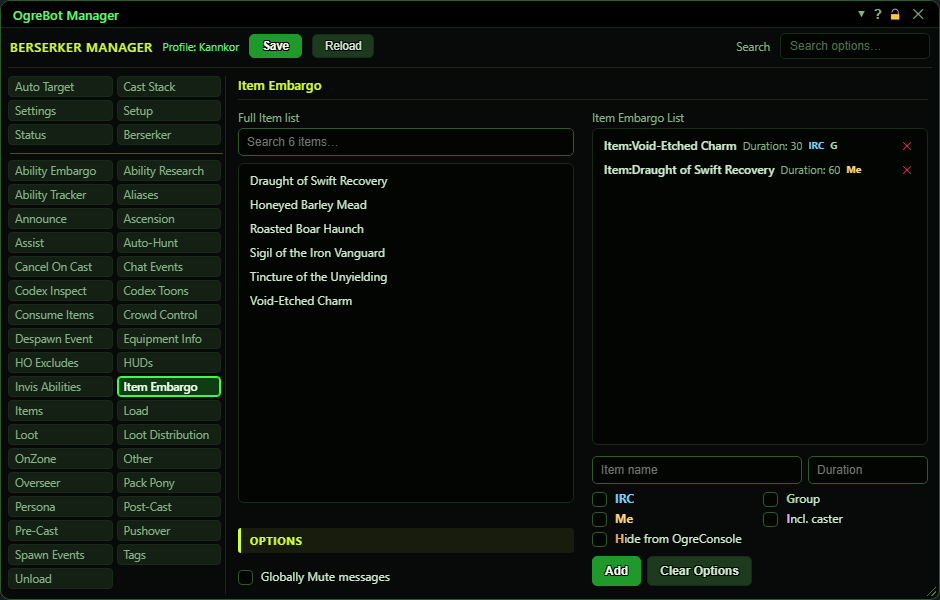 OgreBot Manager
▼ ?
BERSERKER MANAGER Profile: Kannkor Save Reload Search Search options...
Auto Target Cast Stack
Settings Setup
Status Berserker
Ability Embargo Ability Research
Ability Tracker Aliases
Announce Ascension
Assist Auto-Hunt
Cancel On Cast Chat Events
Codex Inspect Codex Toons
Consume Items Crowd Control
Despawn Event Equipment Info
HO Excludes HUDs
Invis Abilities Item Embargo
Items Load
Loot Loot Distribution
OnZone Other
Overseer Pack Pony
Persona Post-Cast
Pre-Cast Pushover
Spawn Events Tags
Unload
Item Embargo
Full Item list
Search 6 items...
Draught of Swift Recovery
Honeyed Barley Mead
Roasted Boar Haunch
Sigil of the Iron Vanguard
Tincture of the Unyielding
Void-Etched Charm
OPTIONS
Globally Mute messages
Item Embargo List
Item:Void-Etched Charm Duration: 30 IRC G
Item:Draught of Swift Recovery Duration: 60 Me
Item name Duration
IRC Group
Me Incl. caster
Hide from OgreConsole
Add Clear Options